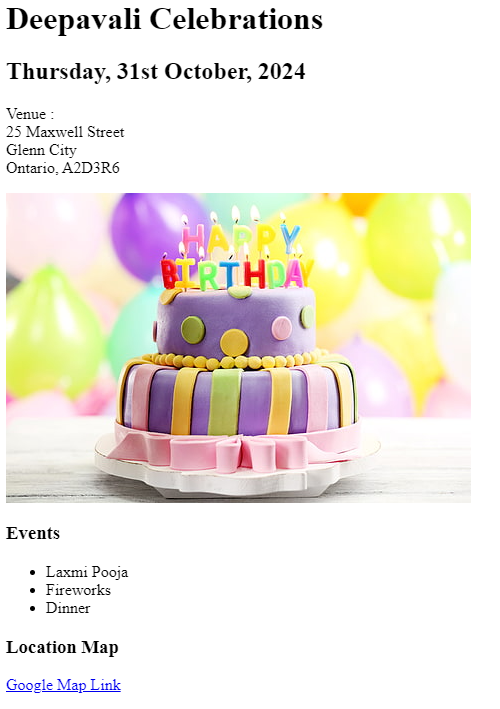 Deepavali Celebrations
Thursday, 31st October, 2024
Venue :
25 Maxwell Street
Glenn City
Ontario, A2D3R6
HAPPY
BIRTHDAY
Events
Laxmi Pooja
Fireworks
Dinner
Location Map
Google Map Link